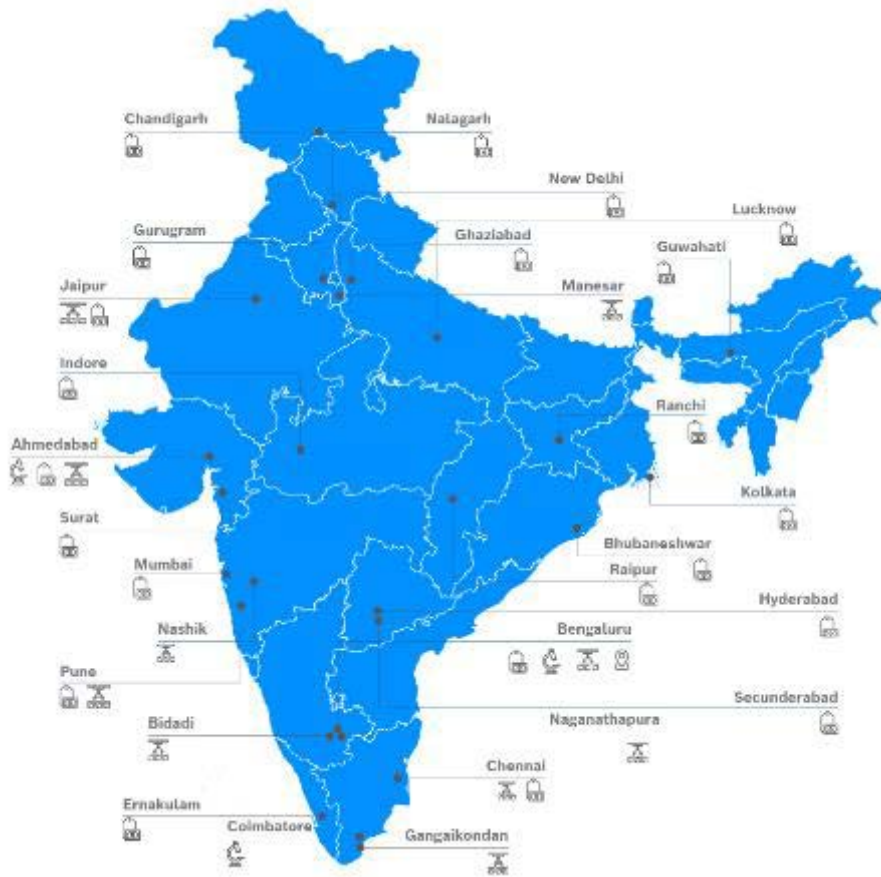 Chandigarh
Nalagarh
New Delhi
Lucknow
Gurugram
Ghaziabad
Guwahati
Jaipur
Manesar
Indore
Ranchi
Ahmedabad
Kolkata
Surat
Bhubaneshwar
Mumbai
Raipur
Hyderabad
Nashik
Bengaluru
Pune
Secunderabad
Bidadi
Naganathapura
Chennai
Ernakulam
Coimbatore
Gangaikondan